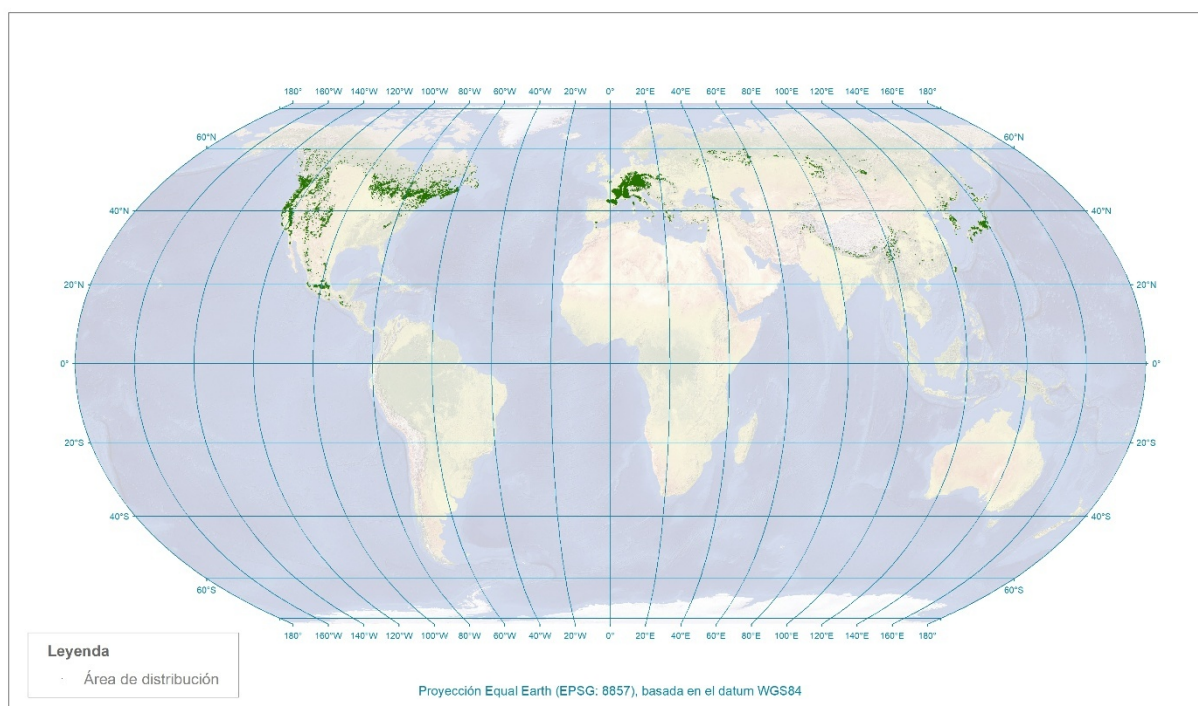 180° 160°W 140°W 120°W 100°W 80°W 60°W 40°W 20°W 0° 20°E 40°E 60°E 80°E 100°E 120°E 140°E 160°E 180°
60°N 60°N
40°N 40°N
20°N 20°N
0° 0°
20°S 20°S
40°S 40°S
60°S 60°S
180° 160°W 140°W 120°W 100°W 80°W 60°W 40°W 20°W 0° 20°E 40°E 60°E 80°E 100°E 120°E 140°E 160°E 180°
Leyenda
Área de distribución
Proyección Equal Earth (EPSG: 8857), basada en el datum WGS84